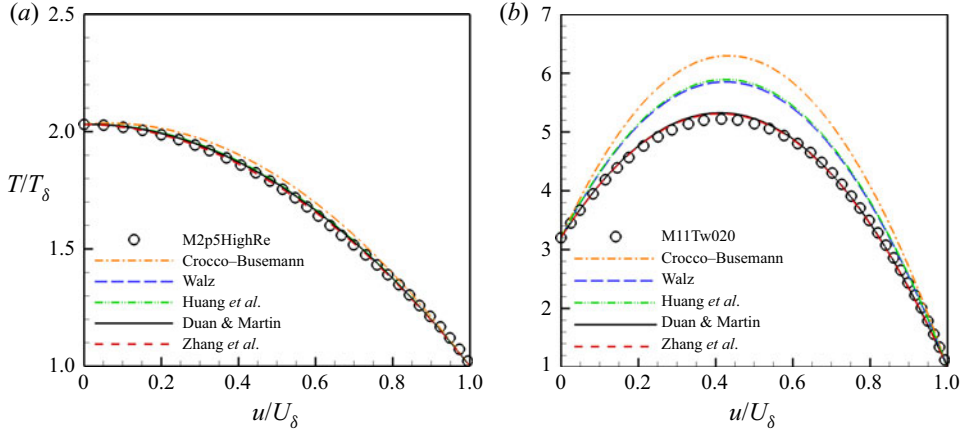 (a)
2.5
2.0
1.5
1.0
T/Tδ
M2p5HighRe
Crocco–Busemann
Walz
Huang et al.
Duan & Martin
Zhang et al.
0 0.2 0.4 0.6 0.8 1.0
u/Uδ
(b)
7
6
5
4
3
2
1
M11Tw020
Crocco–Busemann
Walz
Huang et al.
Duan & Martin
Zhang et al.
0 0.2 0.4 0.6 0.8 1.0
u/Uδ